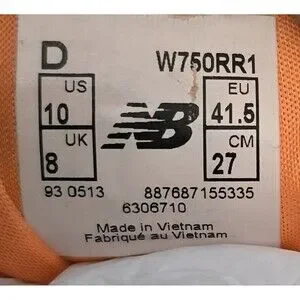 D W750RR1
US EU
10 41.5
UK NB CM
8 27
93 0513 887687155335
6306710
Made in Vietnam
Fabriqué au Vietnam